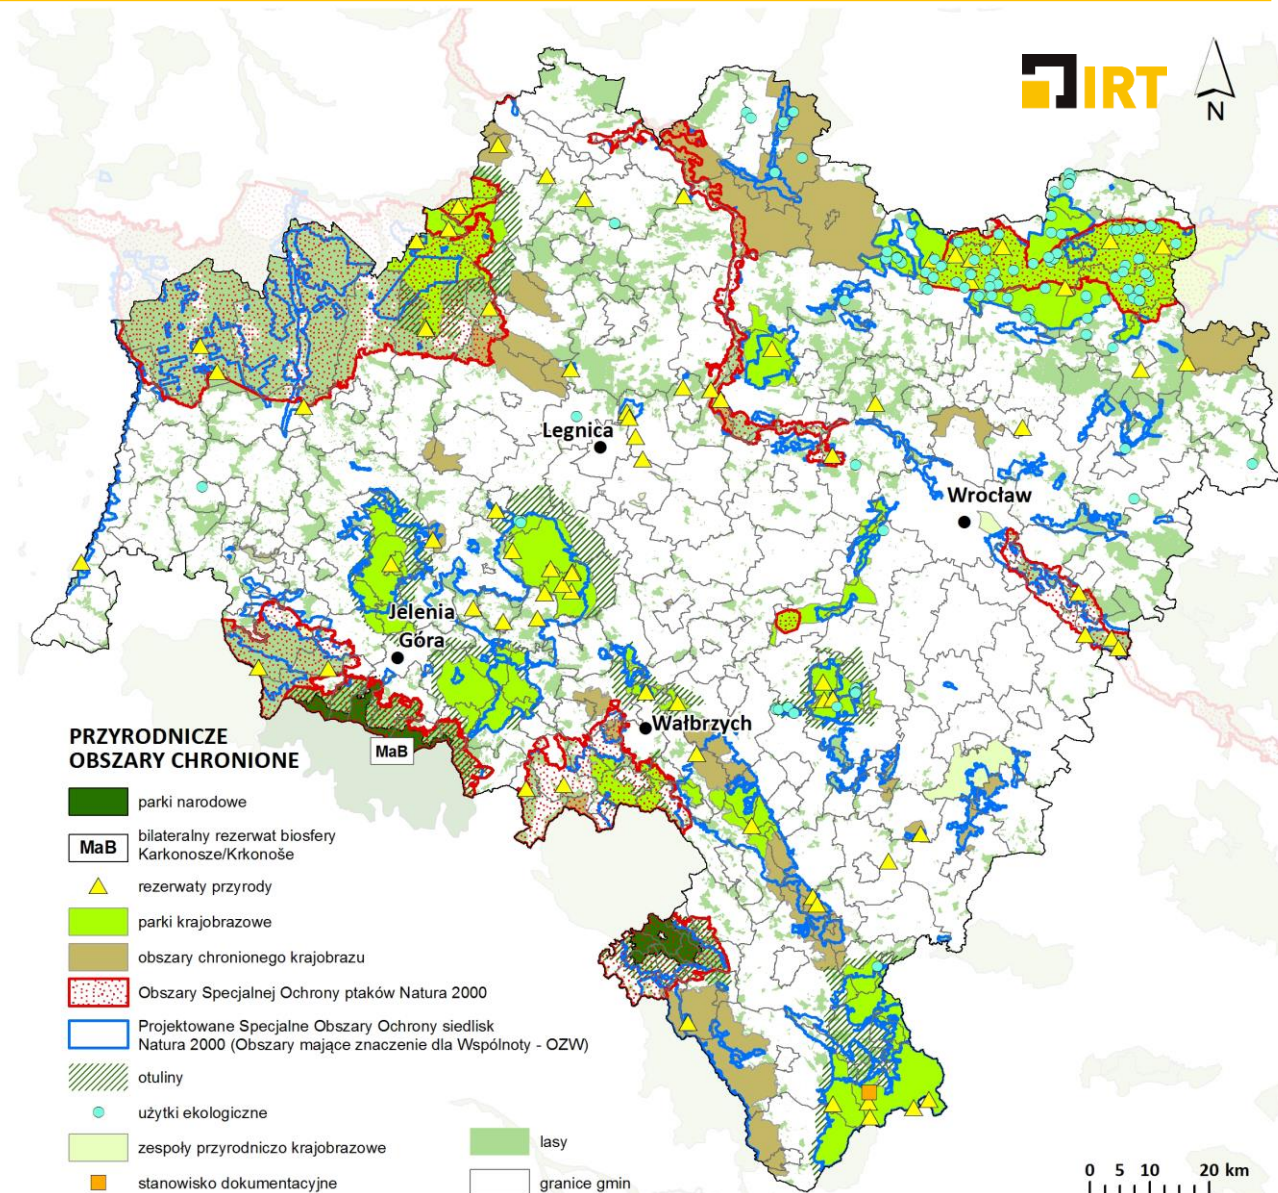 IRT
N
Legnica
Wrocław
Jelenia
Góra
Wałbrzych
MaB
PRZYRODNICZE
OBSZARY CHRONIONE
parki narodowe
MaB
bilateralny rezerwat biosfery
Karkonosze/Krkonoše
rezerwaty przyrody
parki krajobrazowe
obszary chronionego krajobrazu
Obszary Specjalnej Ochrony ptaków Natura 2000
Projektowane Specjalne Obszary Ochrony siedlisk
Natura 2000 (Obszary mające znaczenie dla Wspólnoty - OZW)
otuliny
użytki ekologiczne
zespoły przyrodniczo krajobrazowe
stanowisko dokumentacyjne
lasy
granice gmin
0 5 10 20 km